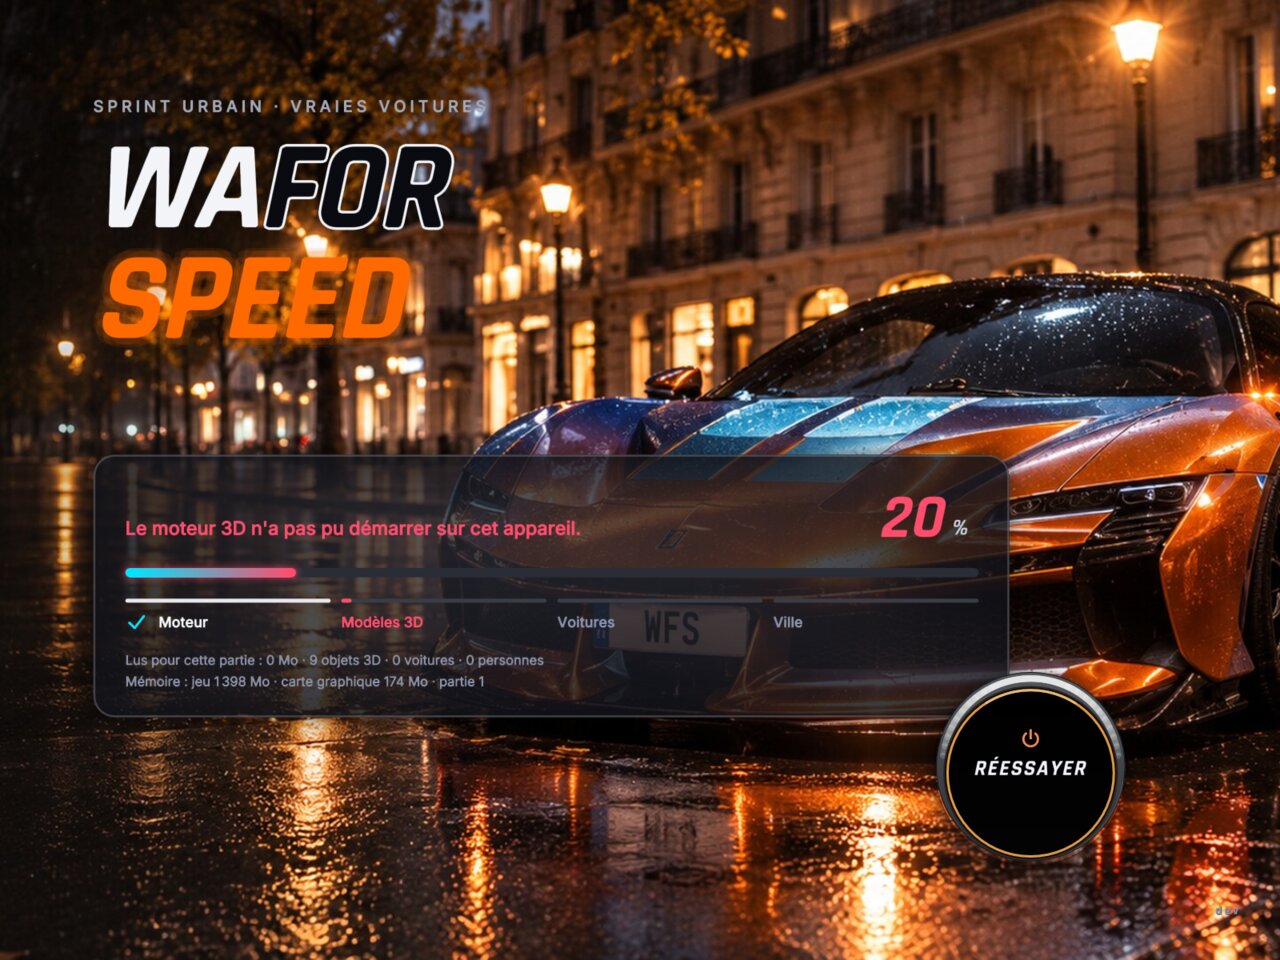 SPRINT URBAIN · VRAIES VOITURES
WAFOR
SPEED
Le moteur 3D n'a pas pu démarrer sur cet appareil.
20 %
Moteur
Modèles 3D
Voitures
Ville
WFS
Lus pour cette partie : 0 Mo · 9 objets 3D · 0 voitures · 0 personnes
Mémoire : jeu 1398 Mo · carte graphique 174 Mo · partie 1
RÉESSAYER